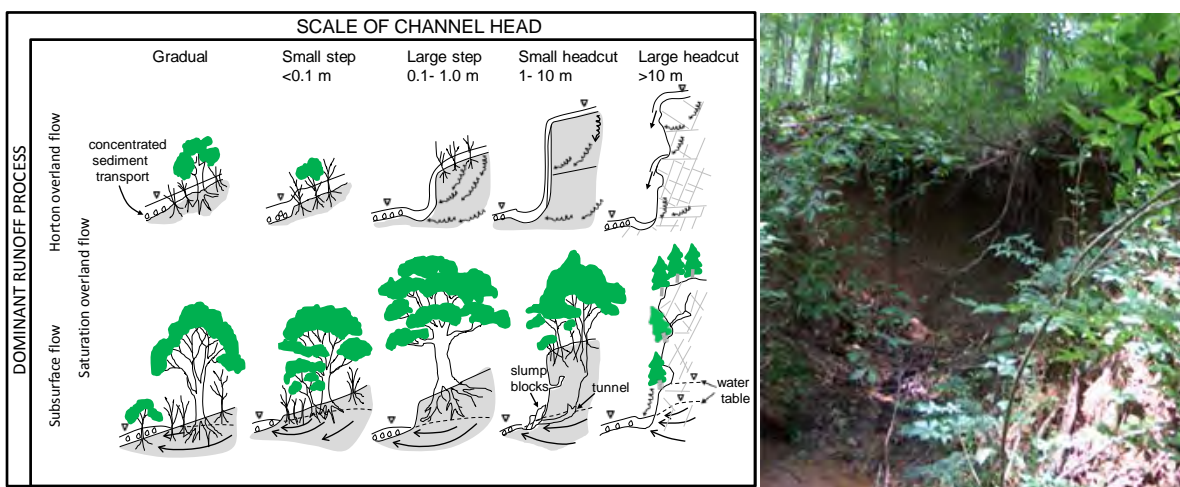 SCALE OF CHANNEL HEAD
Gradual
Small step
<0.1 m
Large step
0.1- 1.0 m
Small headcut
1- 10 m
Large headcut
>10 m
DOMINANT RUNOFF PROCESS
Horton overland flow
Saturation overland flow
Subsurface flow
concentrated
sediment
transport
slump
blocks
tunnel
water
table